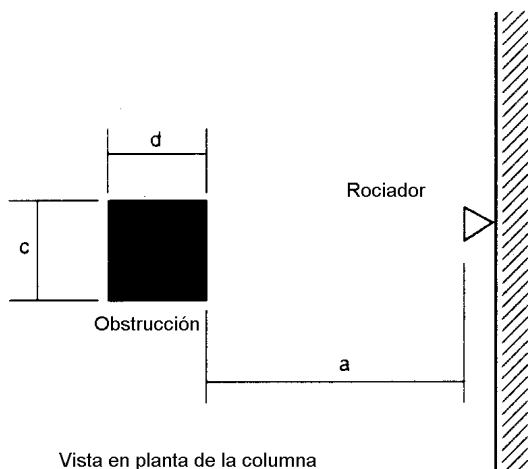 d
Rociador
c
Obstrucción
a
Vista en planta de la columna